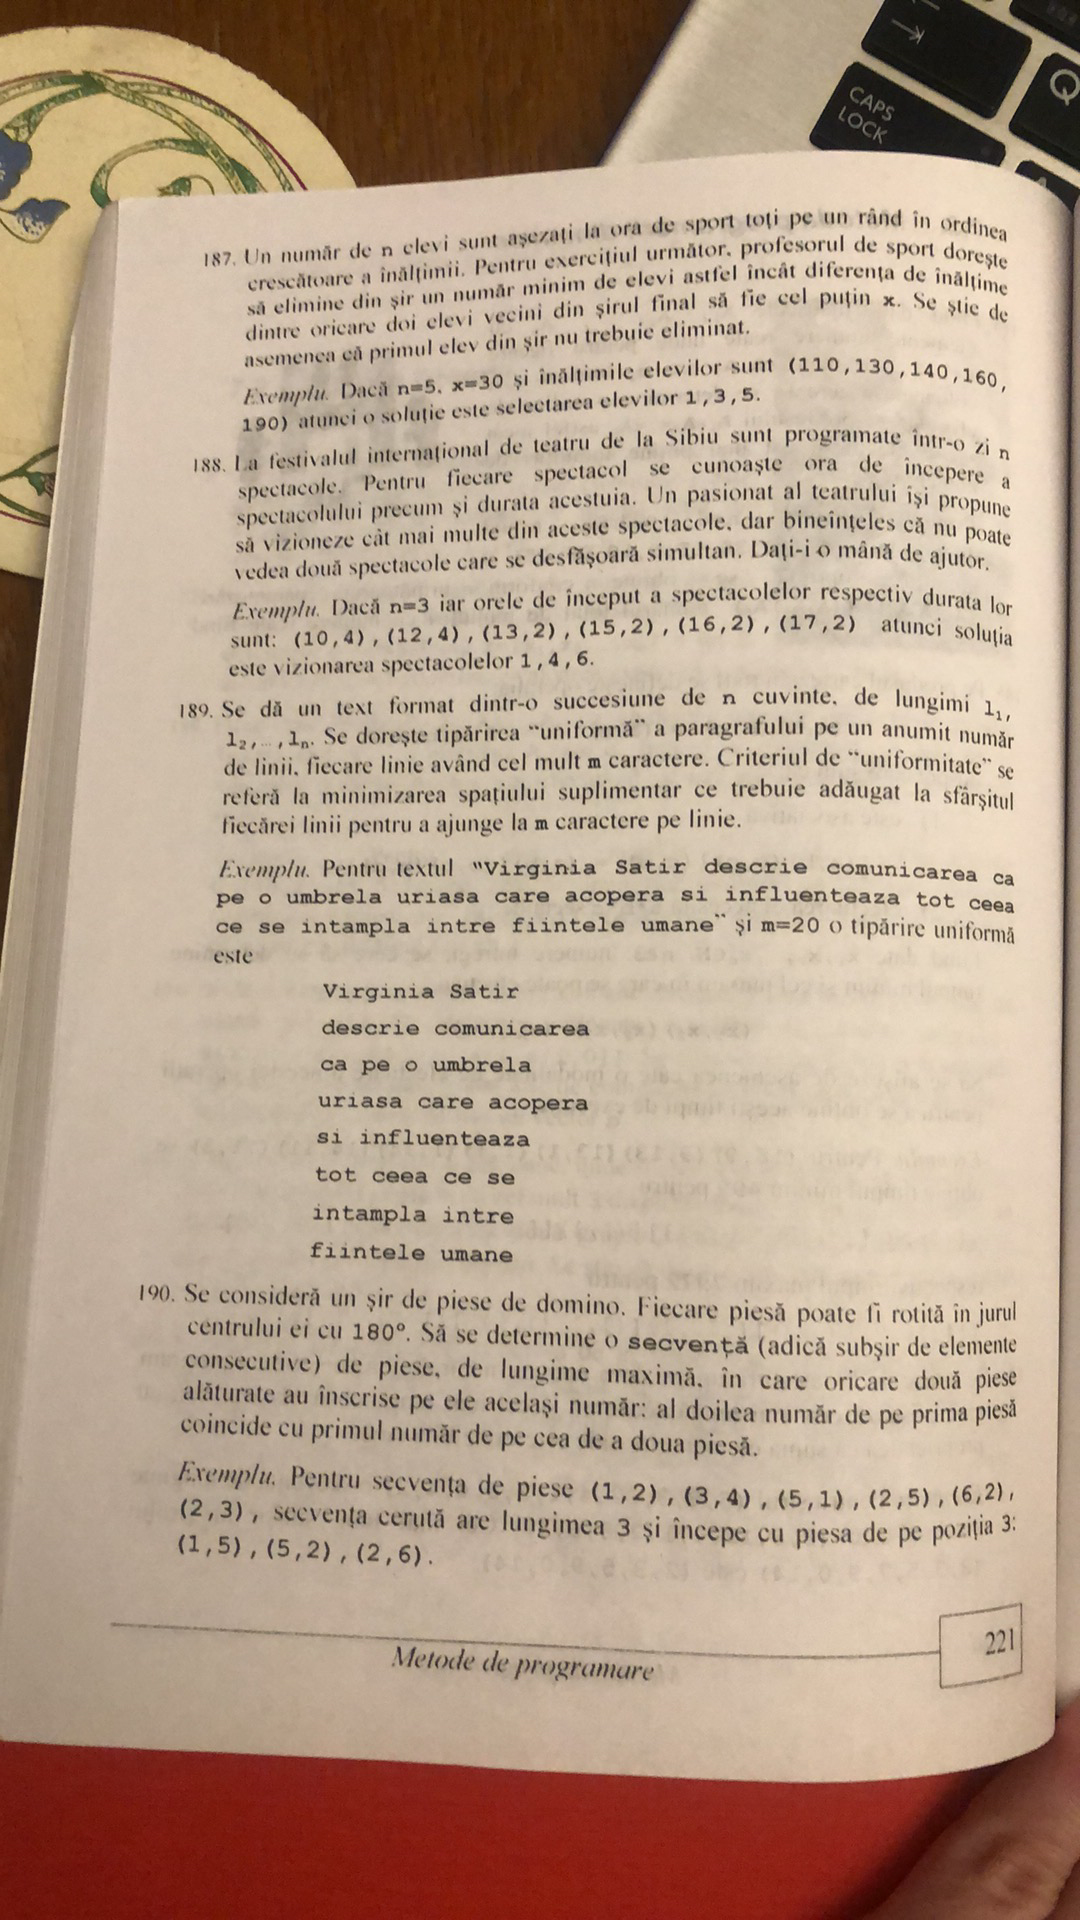 CAPS
LOCK
Q
A
187. Un număr de n elevi sunt așezați la ora de sport toți pe un rând în ordinea
crescătoare a înălțimii. Pentru exercițiul următor, profesorul de sport dorește
să elimine din șir un număr minim de elevi astfel încât diferența de înălțime
dintre oricare doi elevi vecini din șirul final să fie cel puțin x. Se știe de
asemenea că primul elev din șir nu trebuie eliminat.
Exemplu. Dacă n=5, x=30 și înălțimile elevilor sunt (110,130,140,160,
190) atunci o soluție este selectarea elevilor 1,3,5.
188. La festivalul internațional de teatru de la Sibiu sunt programate într-o zi n
spectacole. Pentru fiecare spectacol se cunoaște ora de începere a
spectacolului precum și durata acestuia. Un pasionat al teatrului își propune
să vizioneze cât mai multe din aceste spectacole, dar bineînțeles că nu poate
vedea două spectacole care se desfășoară simultan. Dați-i o mână de ajutor.
Exemplu. Dacă n=3 iar orele de început a spectacolelor respectiv durata lor
sunt: (10,4),(12,4),(13,2),(15,2),(16,2),(17,2) atunci soluția
este vizionarea spectacolelor 1,4,6.
189. Se dă un text format dintr-o succesiune de n cuvinte, de lungimi l₁,
l₂,...,lₙ. Se dorește tipărirea "uniformă" a paragrafului pe un anumit număr
de linii, fiecare linie având cel mult m caractere. Criteriul de "uniformitate" se
referă la minimizarea spațiului suplimentar ce trebuie adăugat la sfârșitul
fiecărei linii pentru a ajunge la m caractere pe linie.
Exemplu. Pentru textul "Virginia Satir descrie comunicarea ca
pe o umbrela uriasa care acopera si influenteaza tot ceea
ce se intampla intre fiintele umane" și m=20 o tipărire uniformă
este
Virginia Satir
descrie comunicarea
ca pe o umbrela
uriasa care acopera
si influenteaza
tot ceea ce se
intampla intre
fiintele umane
190. Se consideră un șir de piese de domino. Fiecare piesă poate fi rotită în jurul
centrului ei cu 180°. Să se determine o secvență (adică subșir de elemente
consecutive) de piese, de lungime maximă, în care oricare două piese
alăturate au înscrise pe ele același număr: al doilea număr de pe prima piesă
coincide cu primul număr de pe cea de a doua piesă.
Exemplu. Pentru secvența de piese (1,2),(3,4),(5,1),(2,5),(6,2),
(2,3), secvența cerută are lungimea 3 și începe cu piesa de pe poziția 3:
(1,5),(5,2),(2,6).
Metode de programare
221